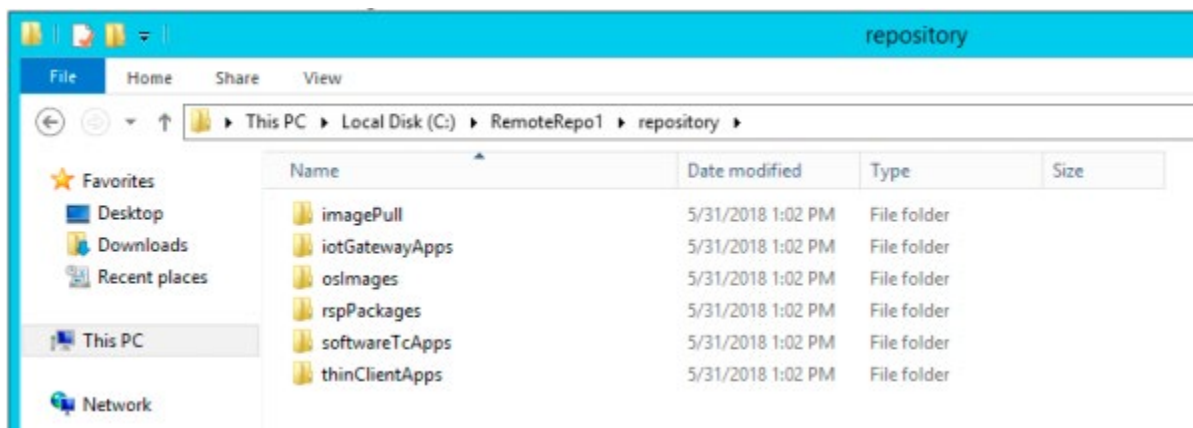 repository
File Home Share View
This PC Local Disk (C:) RemoteRepo1 repository
Name Date modified Type Size
Favorites
Desktop
Downloads
Recent places
This PC
Network
imagePull 5/31/2018 1:02 PM File folder
iotGatewayApps 5/31/2018 1:02 PM File folder
osImages 5/31/2018 1:02 PM File folder
rspPackages 5/31/2018 1:02 PM File folder
softwareTcApps 5/31/2018 1:02 PM File folder
thinClientApps 5/31/2018 1:02 PM File folder